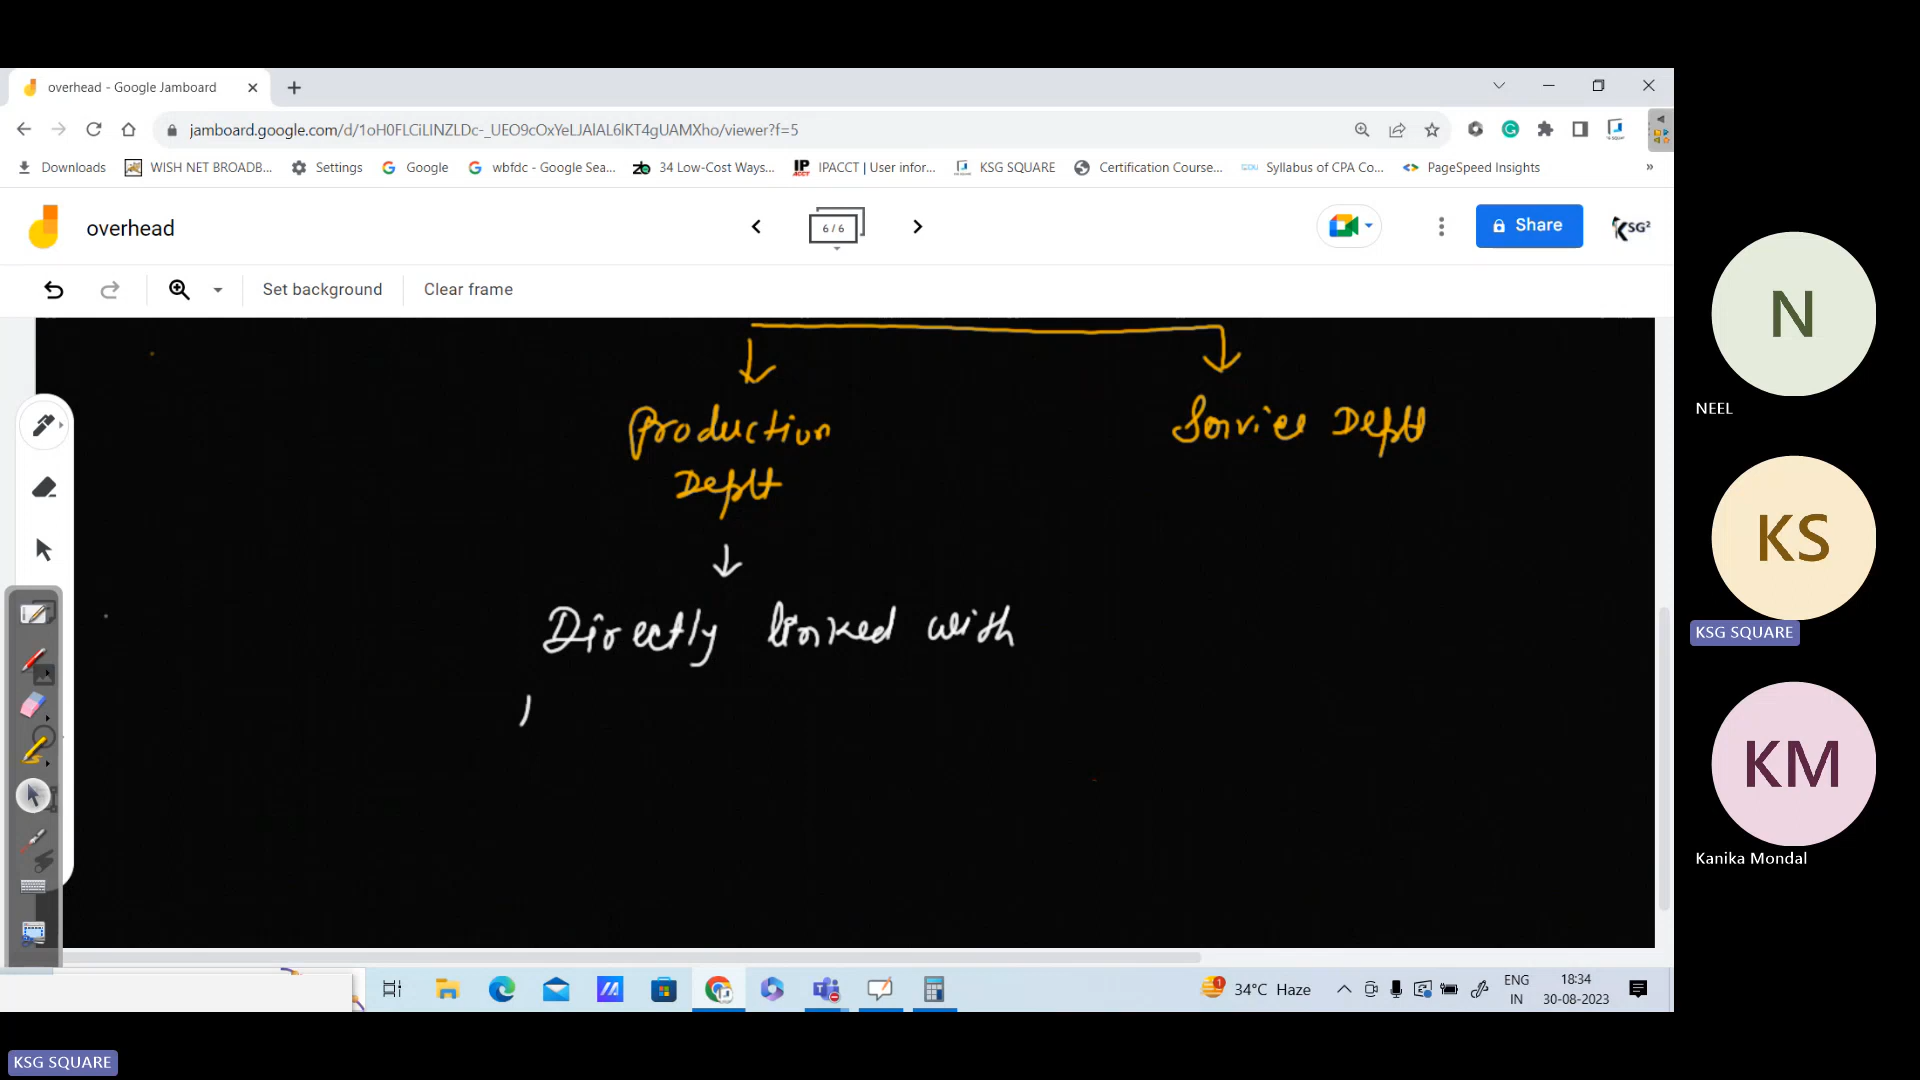 overhead - Google Jamboard
jamboard.google.com/d/1oH0FLCiLINZLDc-_UEO9cOxYeLJAlAL6lKT4gUAMXho/viewer?f=5
Downloads WISH NET BROADB... Settings Google wbfdc - Google Sea... 34 Low-Cost Ways... IPACCT | User infor... KSG SQUARE Certification Course... Syllabus of CPA Co... PageSpeed Insights »
overhead 6 / 6 Share KSG²
Set background Clear frame
Production Service Deptt
Deptt
Directly linked with
N
NEEL
KS
KSG SQUARE
KM
Kanika Mondal
34°C Haze ENG 18:34
IN 30-08-2023
KSG SQUARE